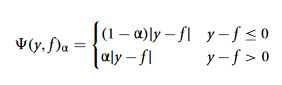 Ψ(y, f)α = { (1 − α)|y − f| y − f ≤ 0
α|y − f| y − f > 0